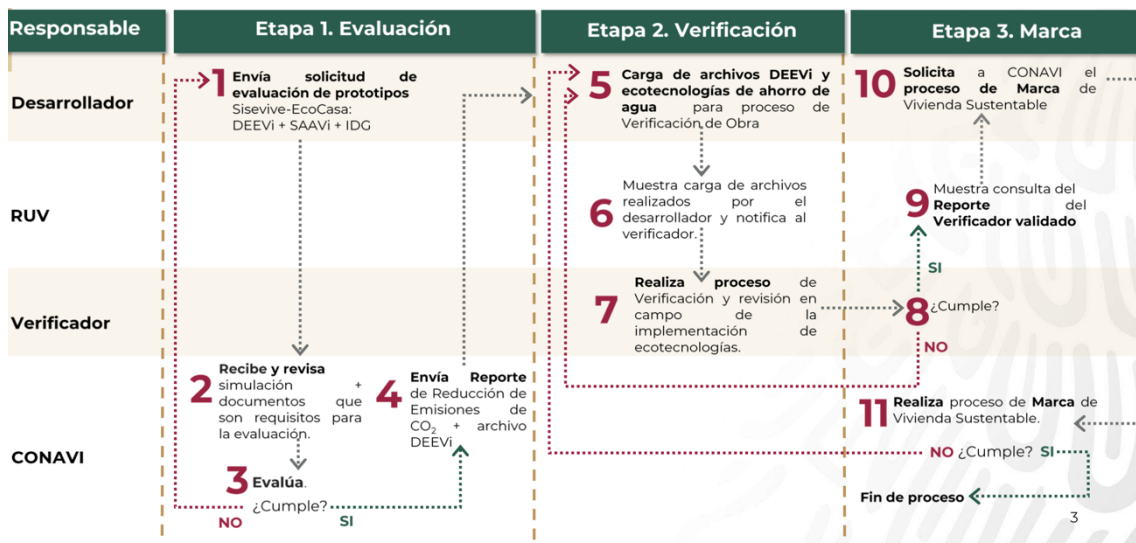 Responsable
Etapa 1. Evaluación
Etapa 2. Verificación
Etapa 3. Marca
Desarrollador
1
Envía solicitud de
evaluación de prototipos
Sisevive-EcoCasa:
DEEVi + SAAVi + IDG
5
Carga de archivos DEEVi y
ecotecnologías de ahorro de
agua para proceso de
Verificación de Obra
10
Solicita a CONAVI el
proceso de Marca de
Vivienda Sustentable
RUV
6
Muestra carga de archivos
realizados por el
desarrollador y notifica al
verificador.
9
Muestra consulta del
Reporte del
Verificador validado
SI
Verificador
7
Realiza proceso de
Verificación y revisión en
campo de la
implementación de
ecotecnologías.
8
¿Cumple?
NO
CONAVI
2
Recibe y revisa
simulación +
documentos que
son requisitos para
la evaluación.
3
Evalúa.
¿Cumple?
NO
SI
4
Envía Reporte
de Reducción de
Emisiones de
CO₂ + archivo
DEEVi
11
Realiza proceso de Marca de
Vivienda Sustentable.
NO ¿Cumple? SI
Fin de proceso
3